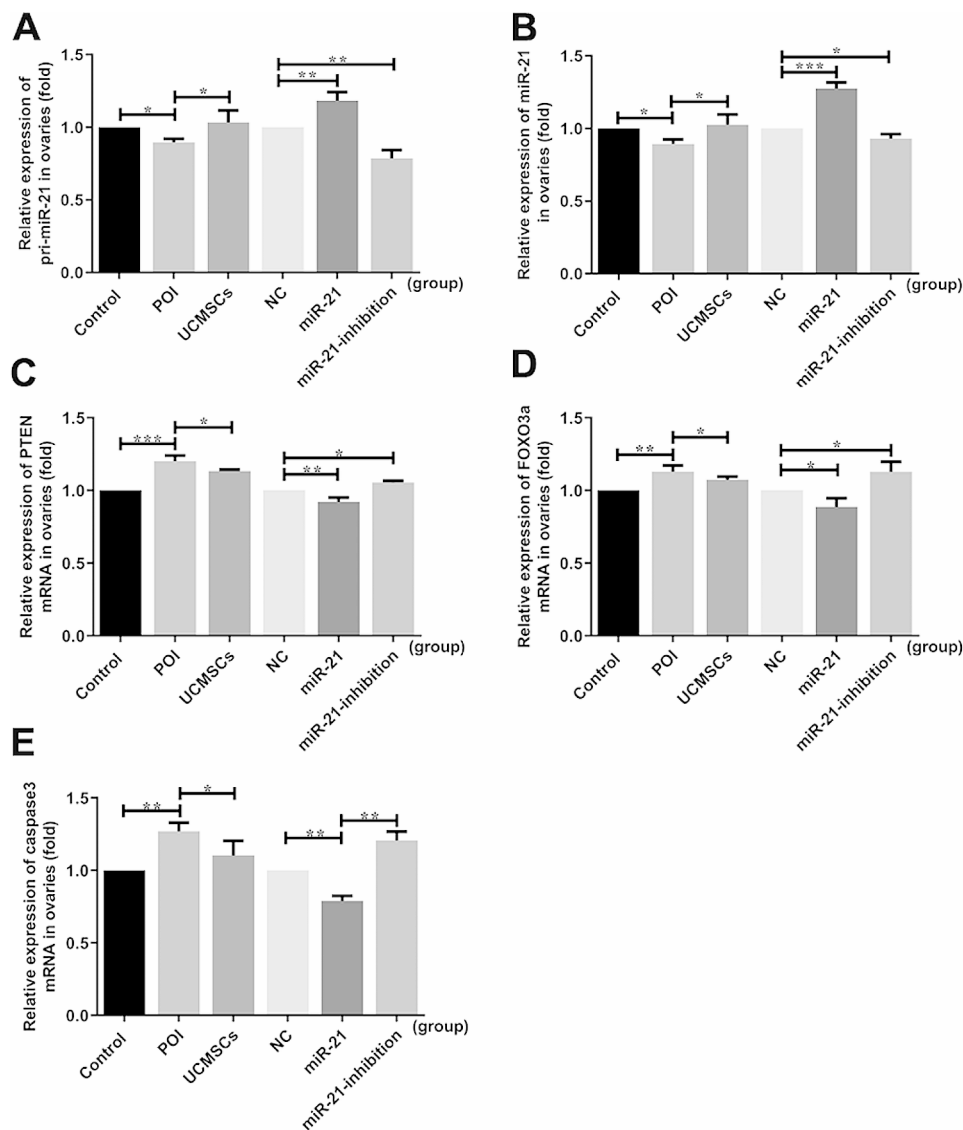 A
Relative expression of
pri-miR-21 in ovaries (fold)
1.5
1.0
0.5
0.0
*
*
**
**
Control
POI
UCMSCs
NC
miR-21
miR-21-inhibition
(group)
B
Relative expression of miR-21
in ovaries (fold)
1.5
1.0
0.5
0.0
*
*
***
*
Control
POI
UCMSCs
NC
miR-21
miR-21-inhibition
(group)
C
Relative expression of PTEN
mRNA in ovaries (fold)
1.5
1.0
0.5
0.0
***
*
**
*
Control
POI
UCMSCs
NC
miR-21
miR-21-inhibition
(group)
D
Relative expression of FOXO3a
mRNA in ovaries (fold)
1.5
1.0
0.5
0.0
**
*
*
*
Control
POI
UCMSCs
NC
miR-21
miR-21-inhibition
(group)
E
Relative expression of caspase3
mRNA in ovaries (fold)
1.5
1.0
0.5
0.0
**
*
**
**
Control
POI
UCMSCs
NC
miR-21
miR-21-inhibition
(group)